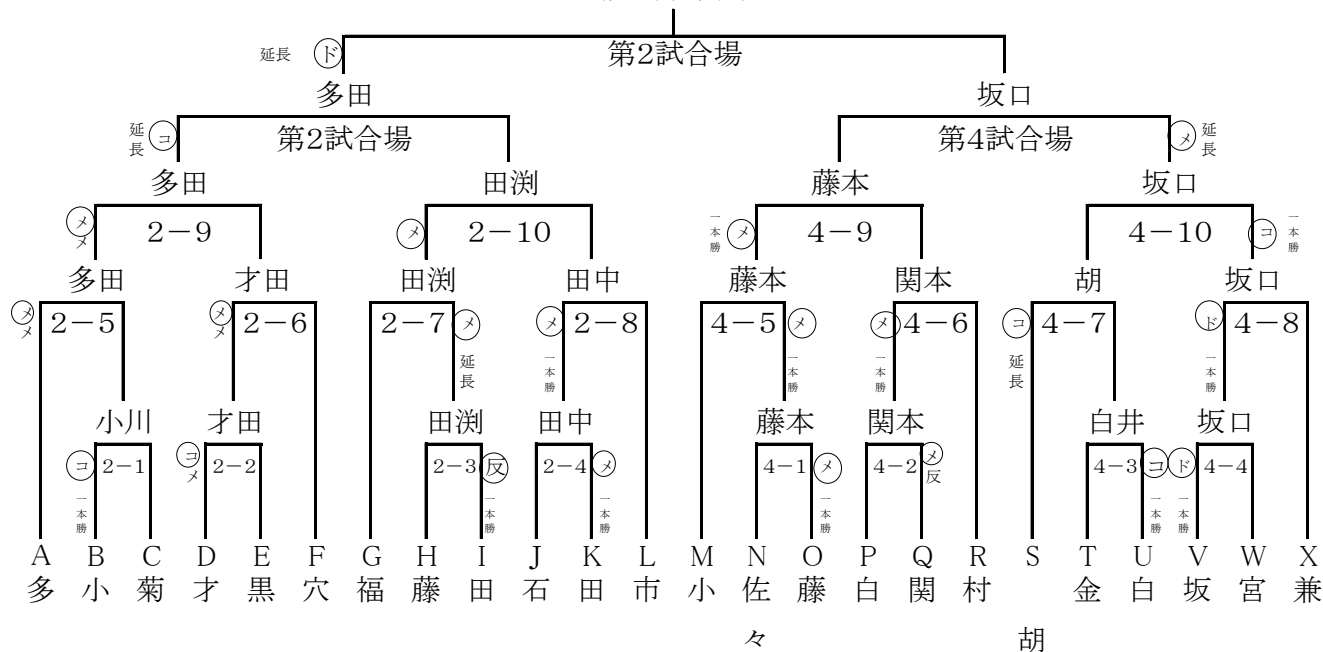 延長 ド 第2試合場
多田 坂口
延長 コ 第2試合場 第4試合場 メ 延長
多田 田渕 藤本 坂口
メメ 2−9 メ 2−10 一本勝 メ 4−9 4−10 コ 一本勝
多田 才田 田渕 田中 藤本 関本 胡 坂口
メメ 2−5 メメ 2−6 2−7 メ メ 2−8 4−5 メ メ 4−6 コ 4−7 ド 4−8
延長 一本勝 一本勝 一本勝 延長 一本勝
小川 才田 田渕 田中 藤本 関本 白井 坂口
コ 2−1 コメ 2−2 2−3 反 2−4 メ 4−1 メ 4−2 メ反 4−3 コ ド 4−4
一本勝 一本勝 一本勝 一本勝 一本勝 一本勝
A B C D E F G H I J K L M N O P Q R S T U V W X
多 小 菊 才 黒 穴 福 藤 田 石 田 市 小 佐 藤 白 関 村 金 白 坂 宮 兼
々 胡